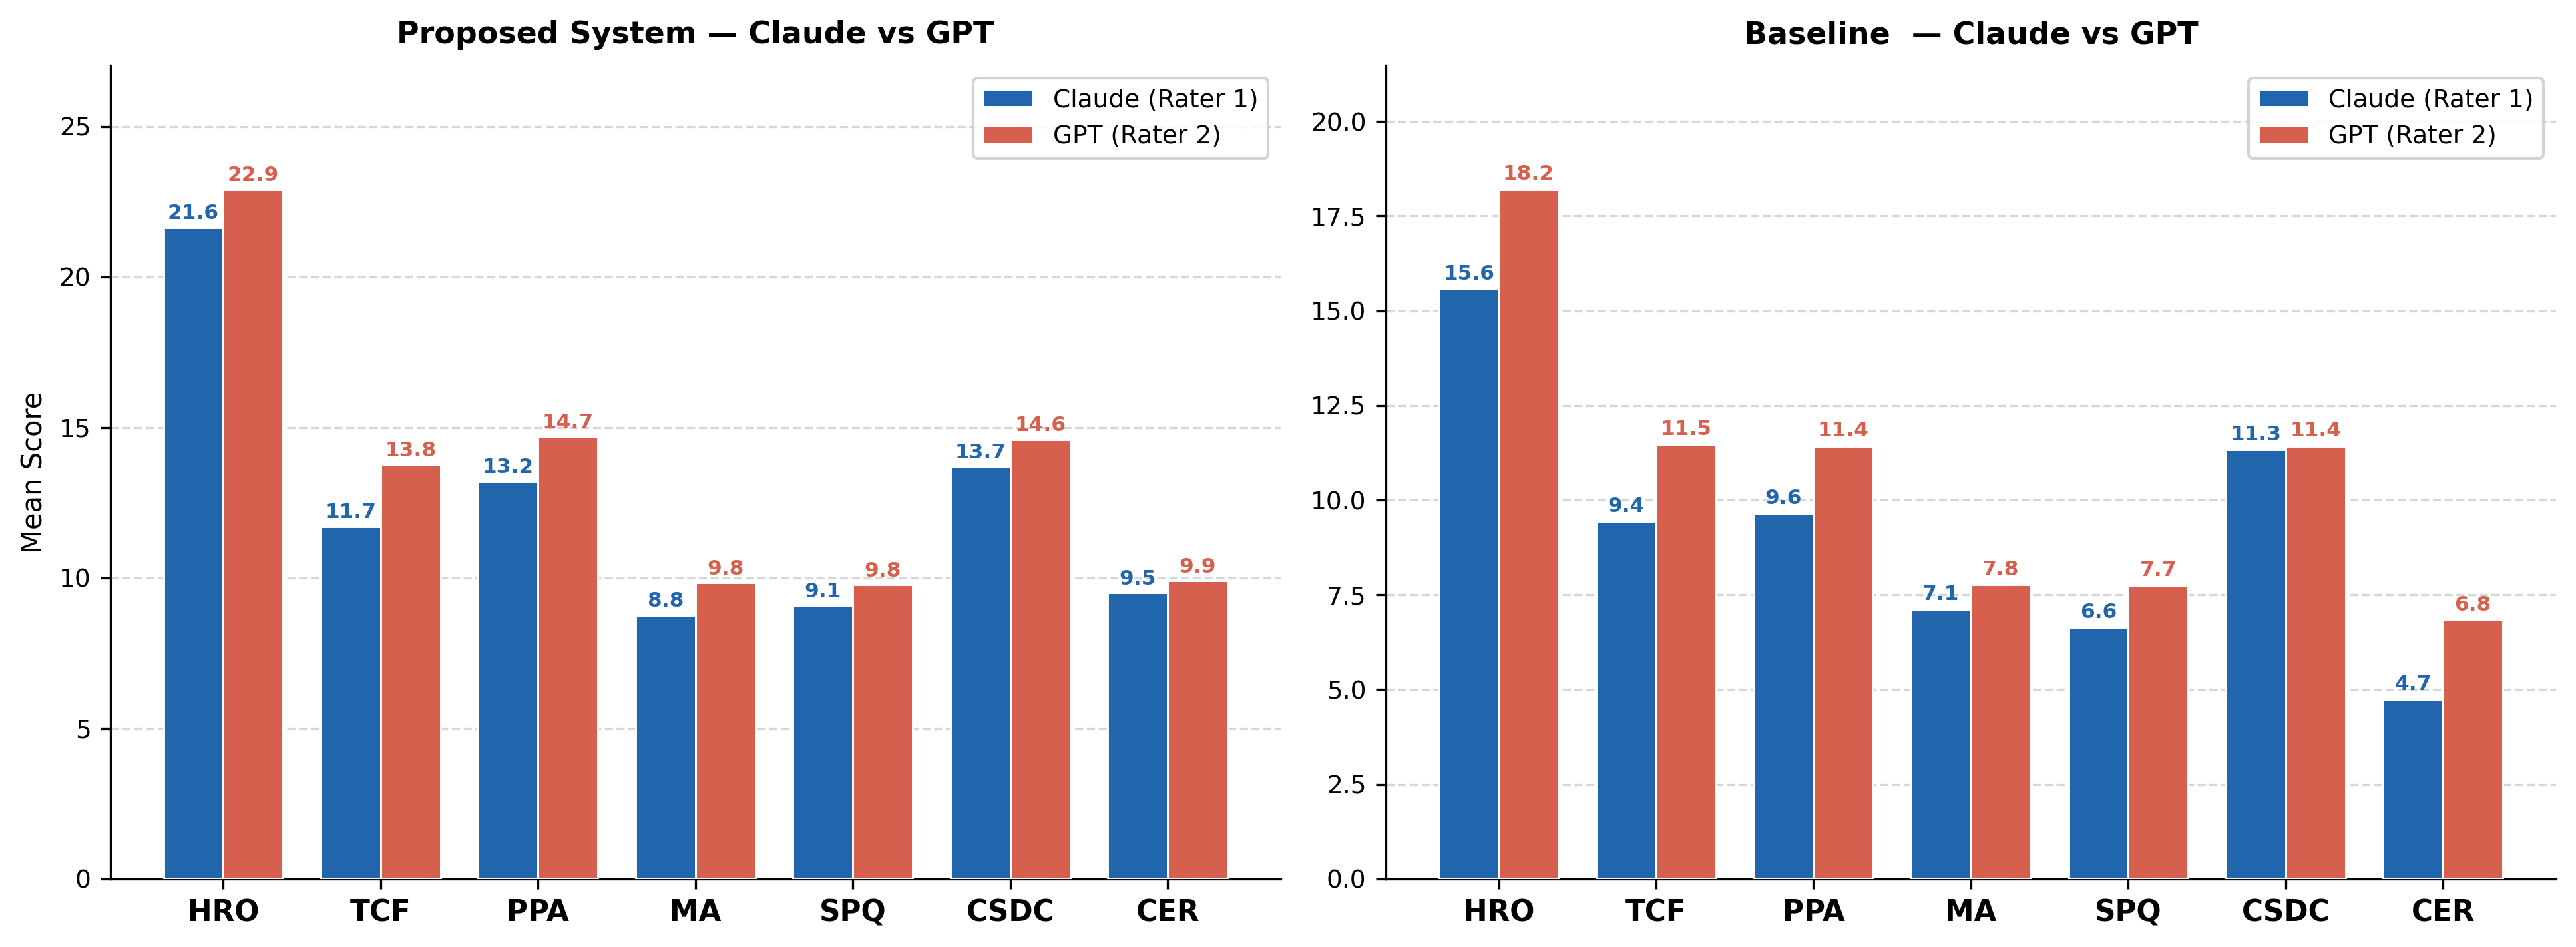 Proposed System — Claude vs GPT
Mean Score
25
20
15
10
5
0
Claude (Rater 1)
GPT (Rater 2)
21.6
22.9
11.7
13.8
13.2
14.7
8.8
9.8
9.1
9.8
13.7
14.6
9.5
9.9
HRO
TCF
PPA
MA
SPQ
CSDC
CER
Baseline — Claude vs GPT
20.0
17.5
15.0
12.5
10.0
7.5
5.0
2.5
0.0
Claude (Rater 1)
GPT (Rater 2)
15.6
18.2
9.4
11.5
9.6
11.4
7.1
7.8
6.6
7.7
11.3
11.4
4.7
6.8
HRO
TCF
PPA
MA
SPQ
CSDC
CER